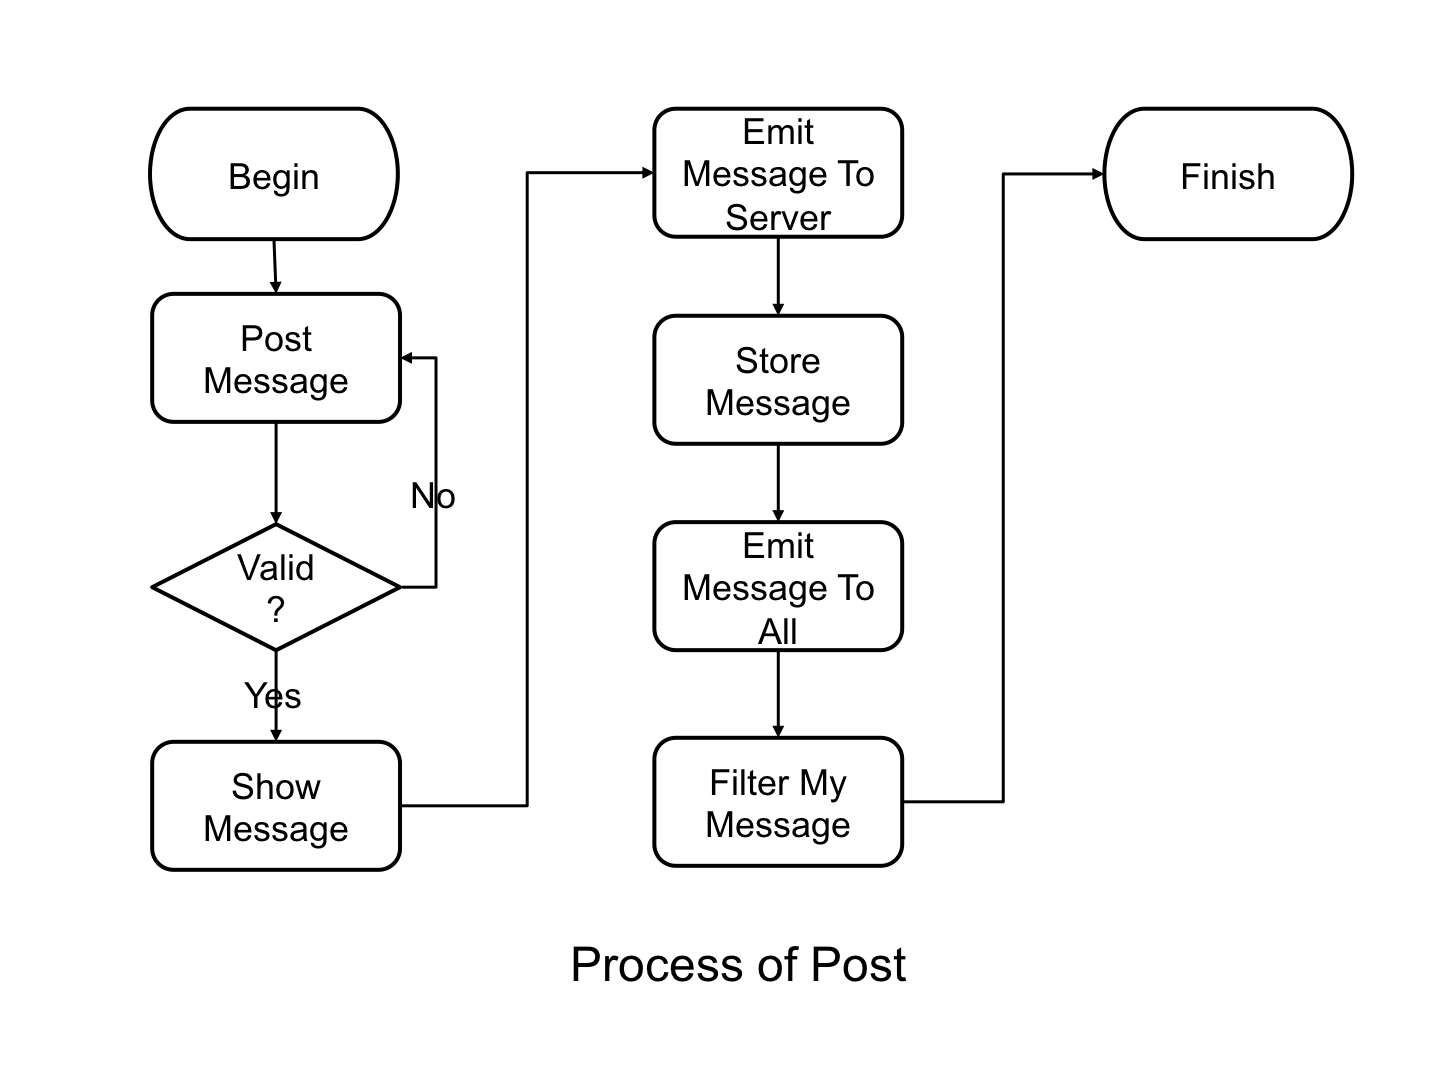 Begin
Post
Message
No
Valid
?
Yes
Show
Message
Emit
Message To
Server
Store
Message
Emit
Message To
All
Filter My
Message
Finish
Process of Post